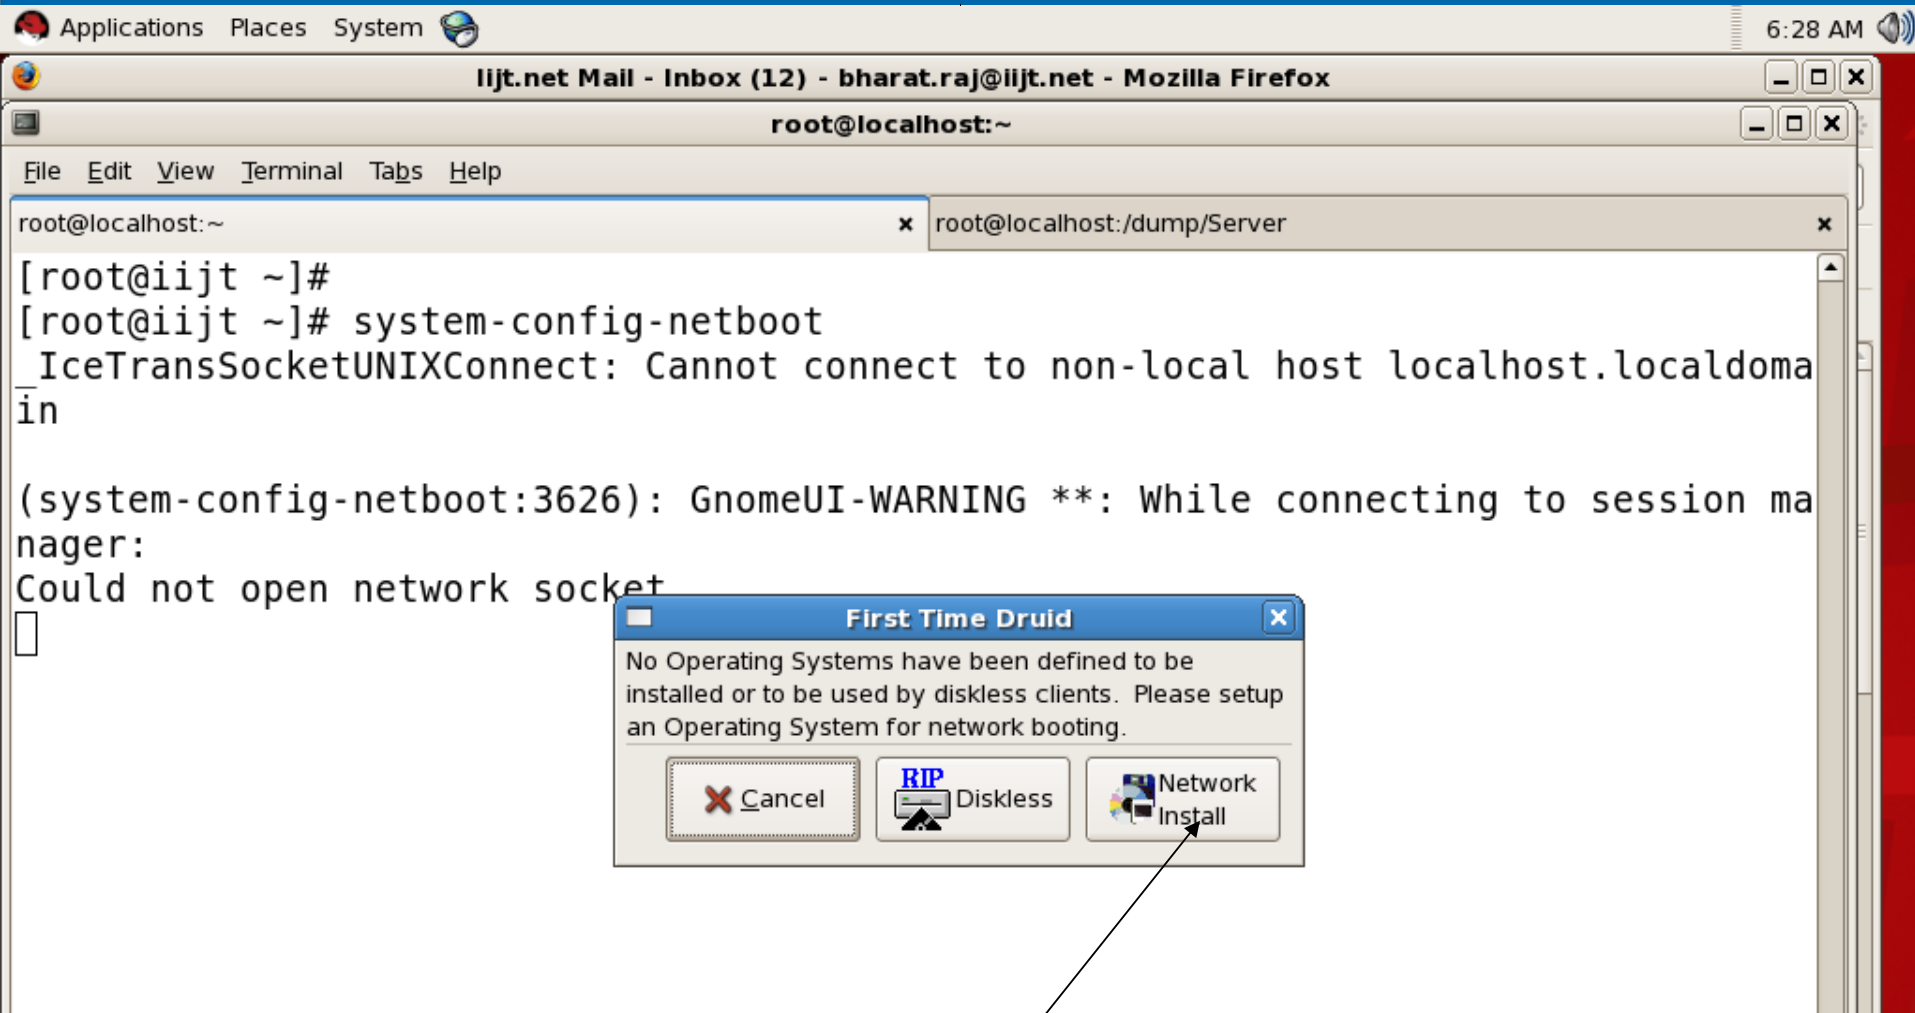 Applications Places System 6:28 AM
Iijt.net Mail - Inbox (12) - bharat.raj@iijt.net - Mozilla Firefox
root@localhost:~
File Edit View Terminal Tabs Help
root@localhost:~ root@localhost:/dump/Server
[root@iijt ~]#
[root@iijt ~]# system-config-netboot
_IceTransSocketUNIXConnect: Cannot connect to non-local host localhost.localdoma
in
(system-config-netboot:3626): GnomeUI-WARNING **: While connecting to session ma
nager:
Could not open network socket
First Time Druid
No Operating Systems have been defined to be
installed or to be used by diskless clients.  Please setup
an Operating System for network booting.
Cancel
RIP
Diskless
Network
Install